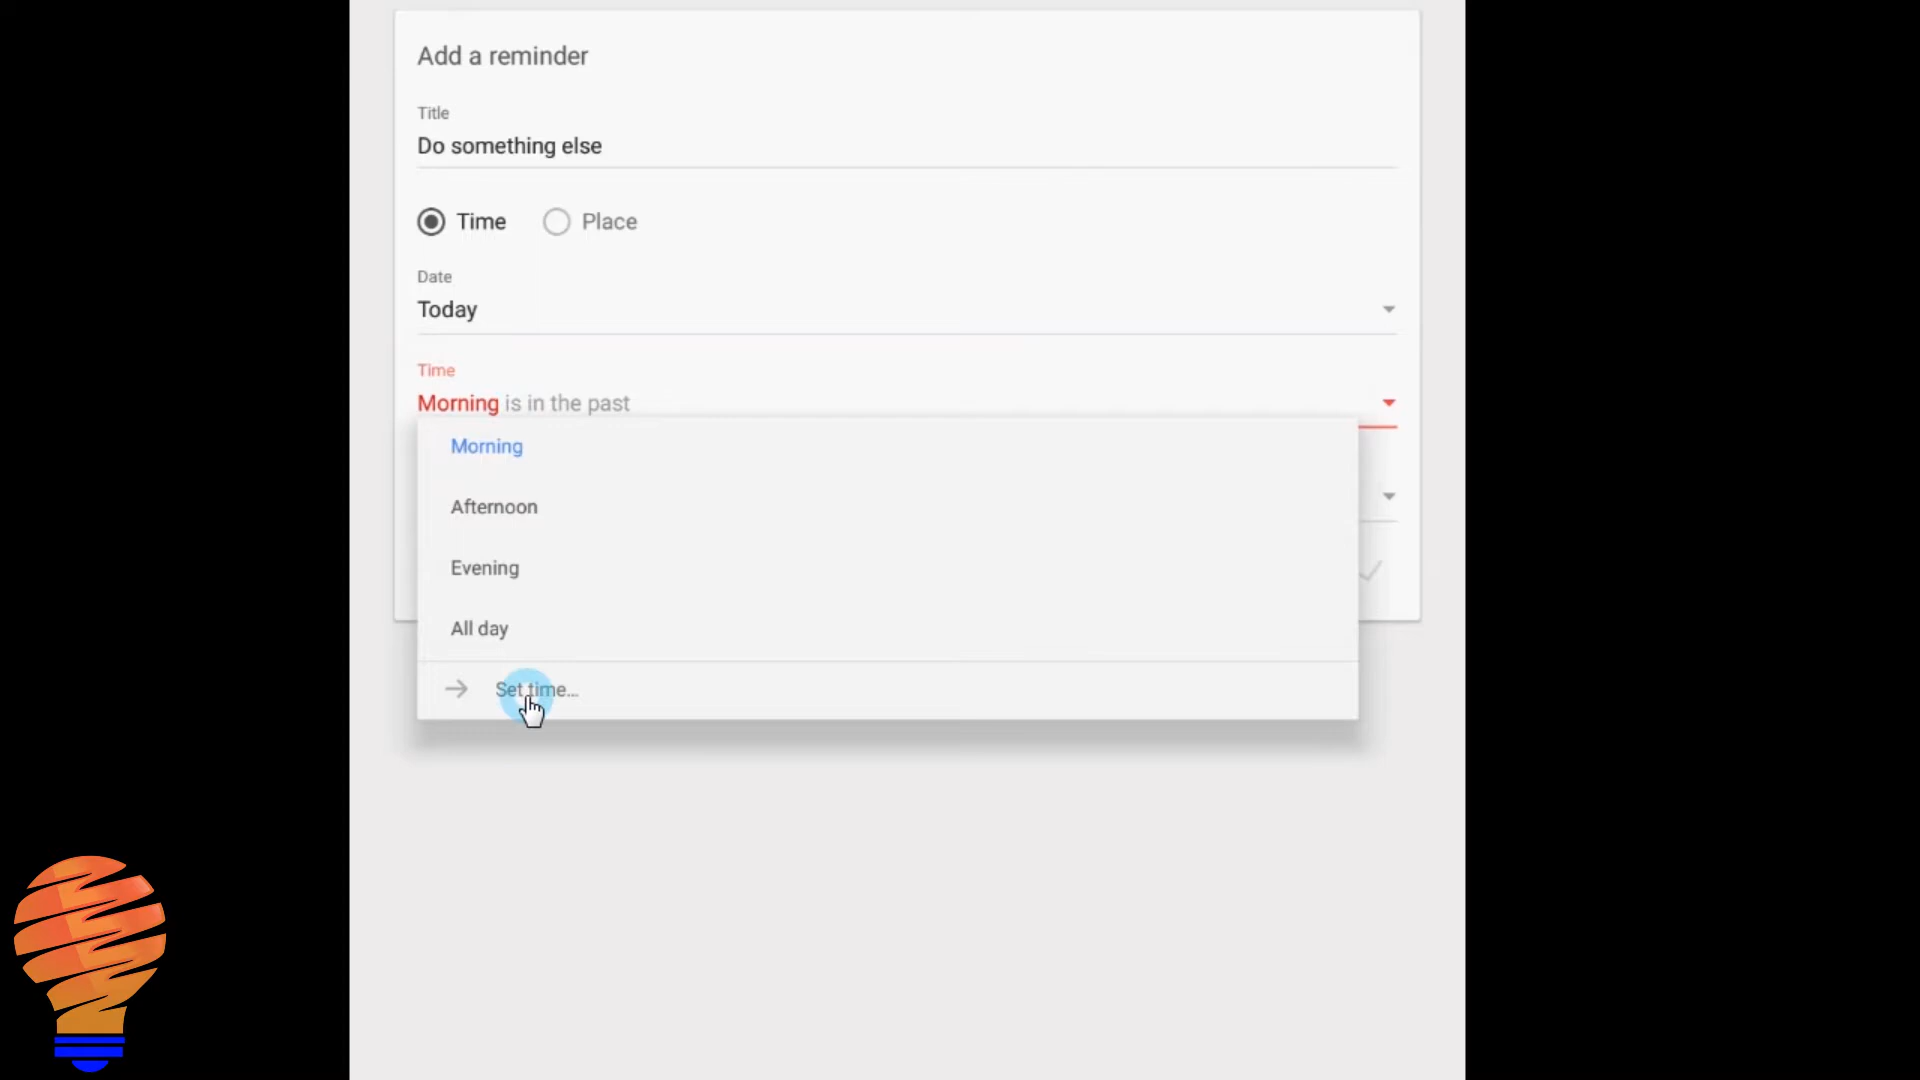 Add a reminder
Title
Do something else
Time Place
Date
Today
Time
Morning is in the past
Morning
Afternoon
Evening
All day
Set time...